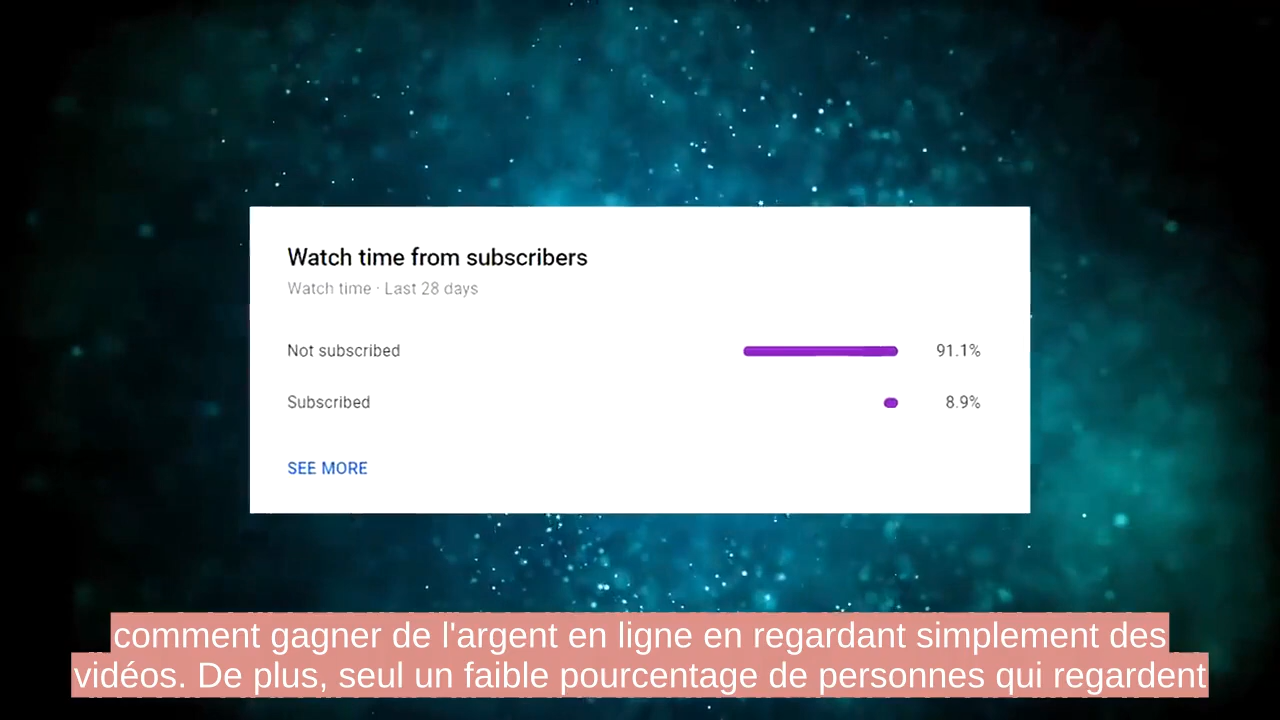 Watch time from subscribers
Watch time · Last 28 days
Not subscribed 91.1%
Subscribed 8.9%
SEE MORE
comment gagner de l'argent en ligne en regardant simplement des
vidéos. De plus, seul un faible pourcentage de personnes qui regardent